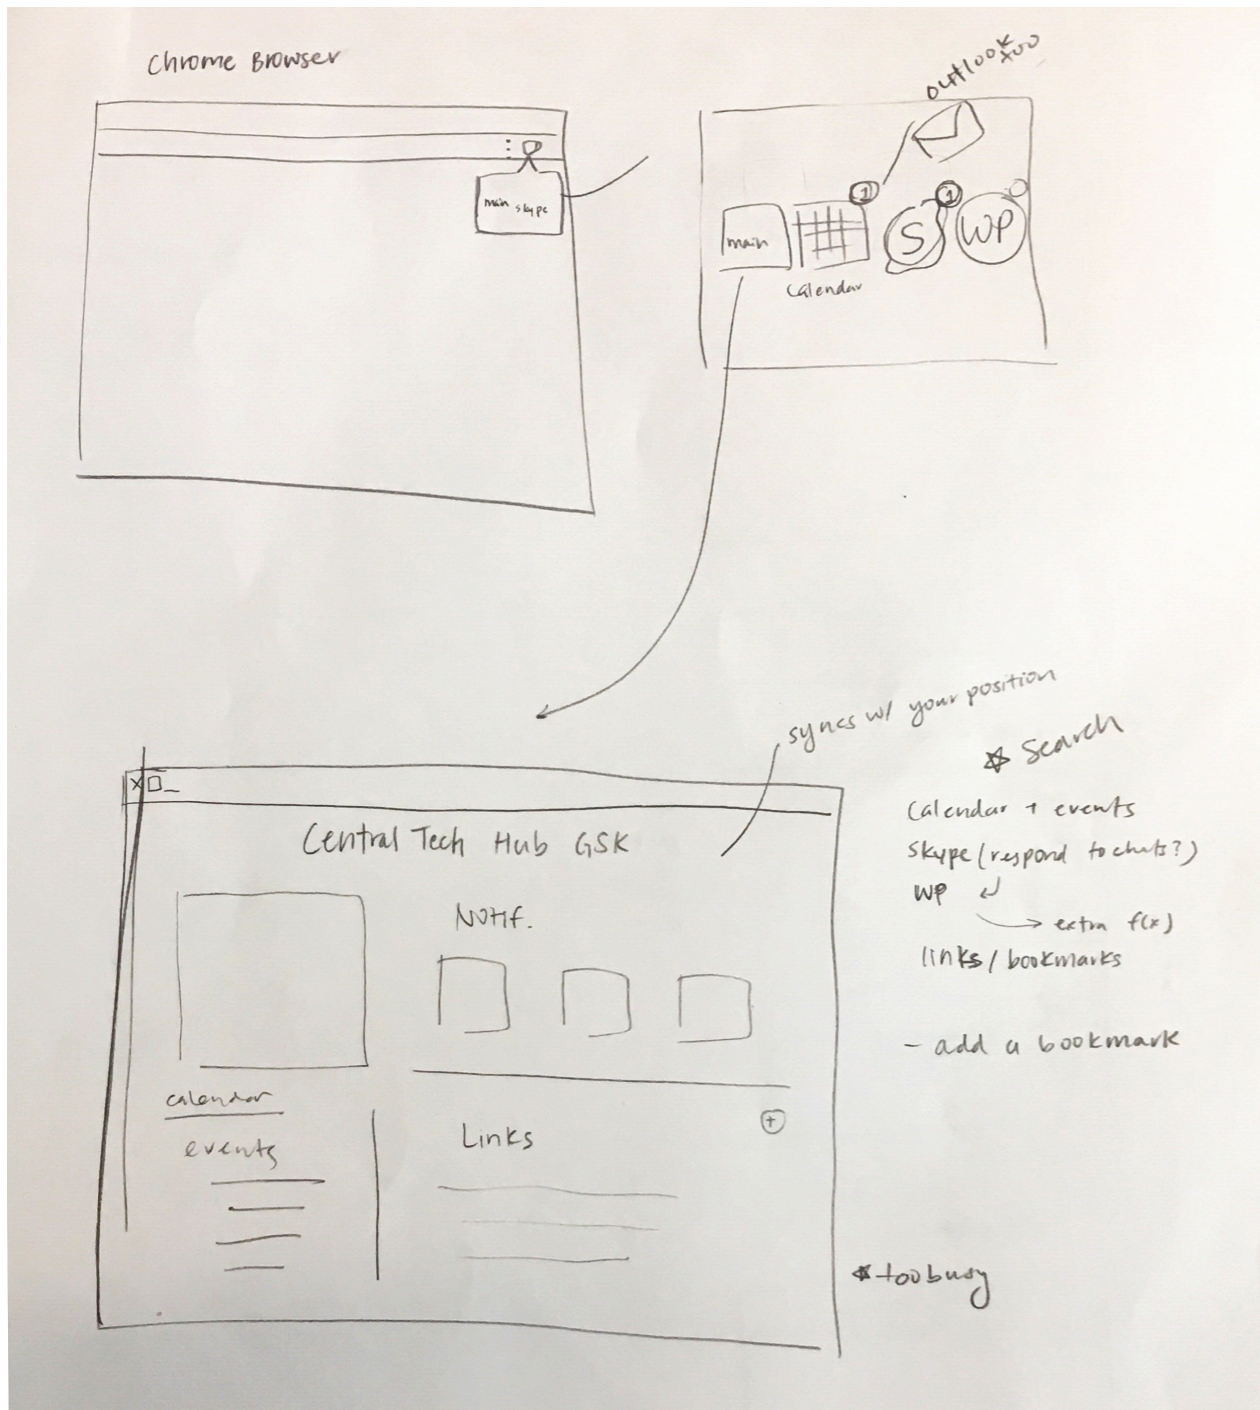 Chrome Browser
main skype
outlook too
1
1
main
S
WP
Calendar
syncs w/ your position
Search
Calendar + events
Skype (respond to chats?)
WP
extra f(x)
links / bookmarks
- add a bookmark
X
Central Tech Hub GSK
Notif.
calendar
events
Links
+
too busy